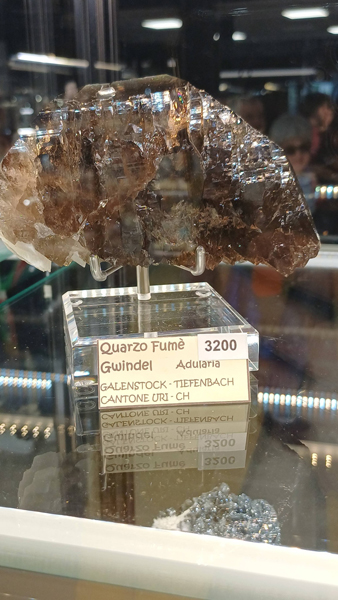 Quarzo Fumè 3200
Gwindel Adularia
GALENSTOCK - TIEFENBACH
CANTONE URI - CH